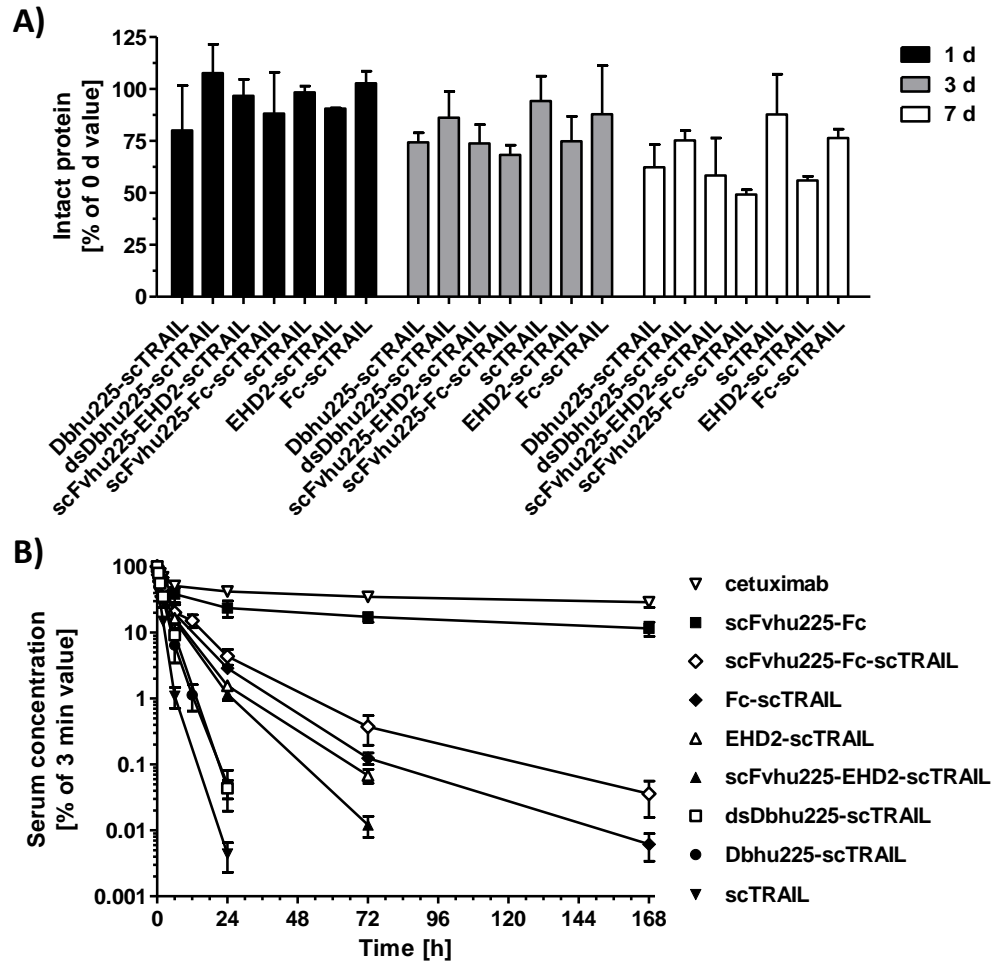 A)
Intact protein
[% of 0 d value]
125
100
75
50
25
0
1 d
3 d
7 d
Dbhu225-scTRAIL
dsDbhu225-scTRAIL
scFvhu225-EHD2-scTRAIL
scFvhu225-Fc-scTRAIL
scTRAIL
EHD2-scTRAIL
Fc-scTRAIL
Dbhu225-scTRAIL
dsDbhu225-scTRAIL
scFvhu225-EHD2-scTRAIL
scFvhu225-Fc-scTRAIL
scTRAIL
EHD2-scTRAIL
Fc-scTRAIL
Dbhu225-scTRAIL
dsDbhu225-scTRAIL
scFvhu225-EHD2-scTRAIL
scFvhu225-Fc-scTRAIL
scTRAIL
EHD2-scTRAIL
Fc-scTRAIL
B)
Serum concentration
[% of 3 min value]
100
10
1
0.1
0.01
0.001
0 24 48 72 96 120 144 168
Time [h]
cetuximab
scFvhu225-Fc
scFvhu225-Fc-scTRAIL
Fc-scTRAIL
EHD2-scTRAIL
scFvhu225-EHD2-scTRAIL
dsDbhu225-scTRAIL
Dbhu225-scTRAIL
scTRAIL